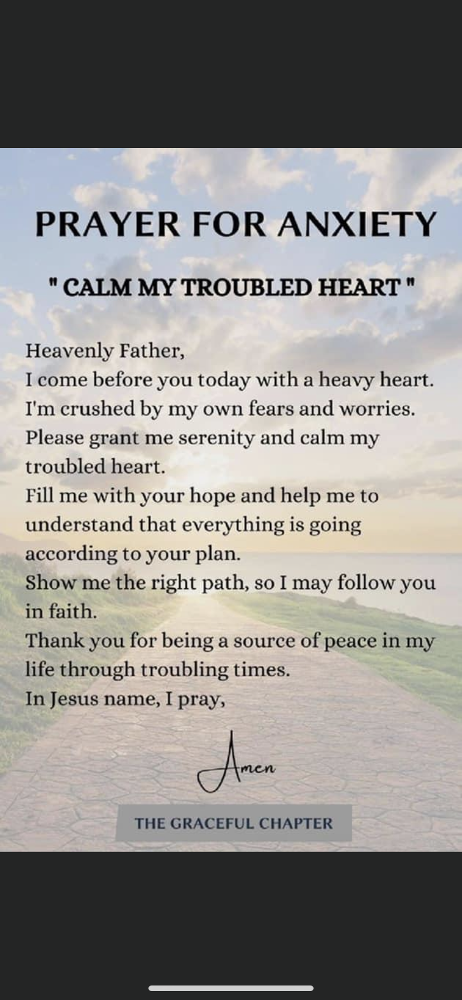 PRAYER FOR ANXIETY
" CALM MY TROUBLED HEART "
Heavenly Father,
I come before you today with a heavy heart.
I'm crushed by my own fears and worries.
Please grant me serenity and calm my
troubled heart.
Fill me with your hope and help me to
understand that everything is going
according to your plan.
Show me the right path, so I may follow you
in faith.
Thank you for being a source of peace in my
life through troubling times.
In Jesus name, I pray,
Amen
THE GRACEFUL CHAPTER